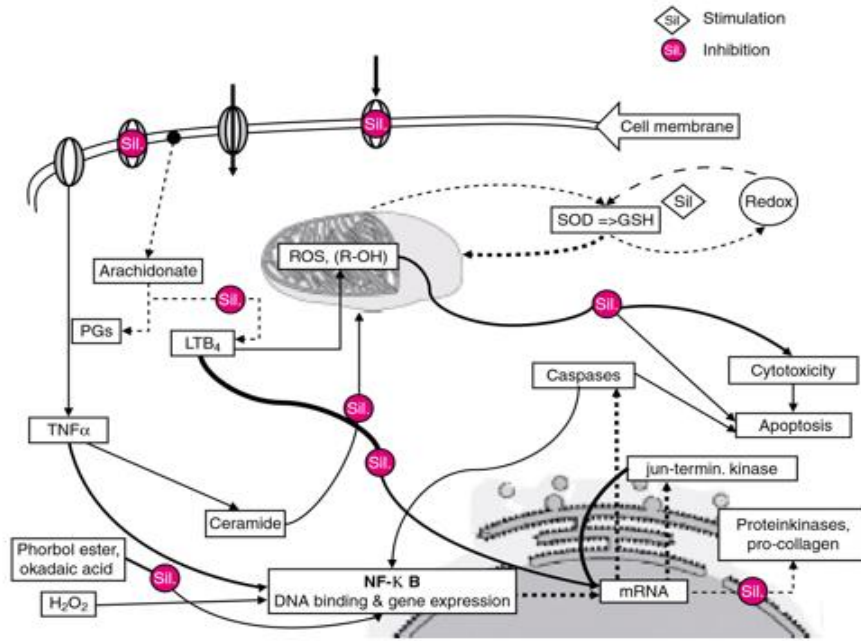 Sil
Stimulation
Sil.
Inhibition
Sil.
Sil.
Cell membrane
SOD =>GSH
Sil
Redox
Arachidonate
ROS, (R-OH)
Sil.
Sil.
PGs
LTB₄
Caspases
Cytotoxicity
Sil.
TNFα
Apoptosis
Sil.
jun-termin. kinase
Ceramide
Proteinkinases,
pro-collagen
Phorbol ester,
okadaic acid
Sil.
NF-K B
DNA binding & gene expression
mRNA
Sil.
H₂O₂